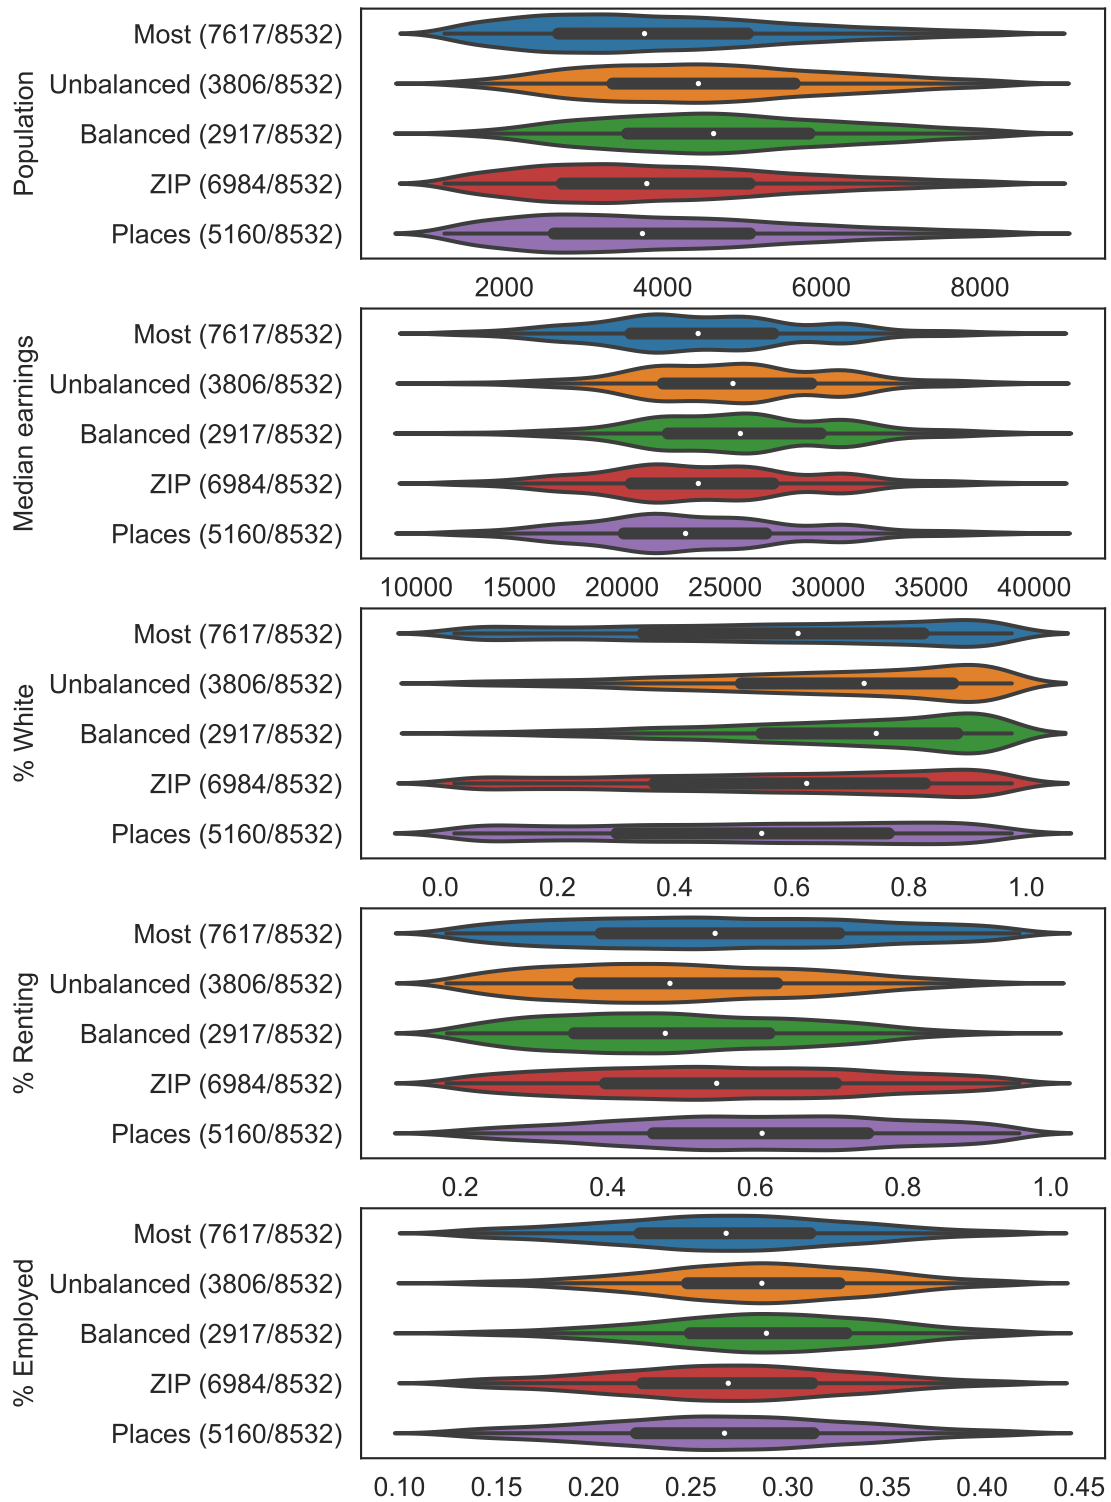 Population
Most (7617/8532)
Unbalanced (3806/8532)
Balanced (2917/8532)
ZIP (6984/8532)
Places (5160/8532)
2000 4000 6000 8000
Median earnings
Most (7617/8532)
Unbalanced (3806/8532)
Balanced (2917/8532)
ZIP (6984/8532)
Places (5160/8532)
10000 15000 20000 25000 30000 35000 40000
% White
Most (7617/8532)
Unbalanced (3806/8532)
Balanced (2917/8532)
ZIP (6984/8532)
Places (5160/8532)
0.0 0.2 0.4 0.6 0.8 1.0
% Renting
Most (7617/8532)
Unbalanced (3806/8532)
Balanced (2917/8532)
ZIP (6984/8532)
Places (5160/8532)
0.2 0.4 0.6 0.8 1.0
% Employed
Most (7617/8532)
Unbalanced (3806/8532)
Balanced (2917/8532)
ZIP (6984/8532)
Places (5160/8532)
0.10 0.15 0.20 0.25 0.30 0.35 0.40 0.45